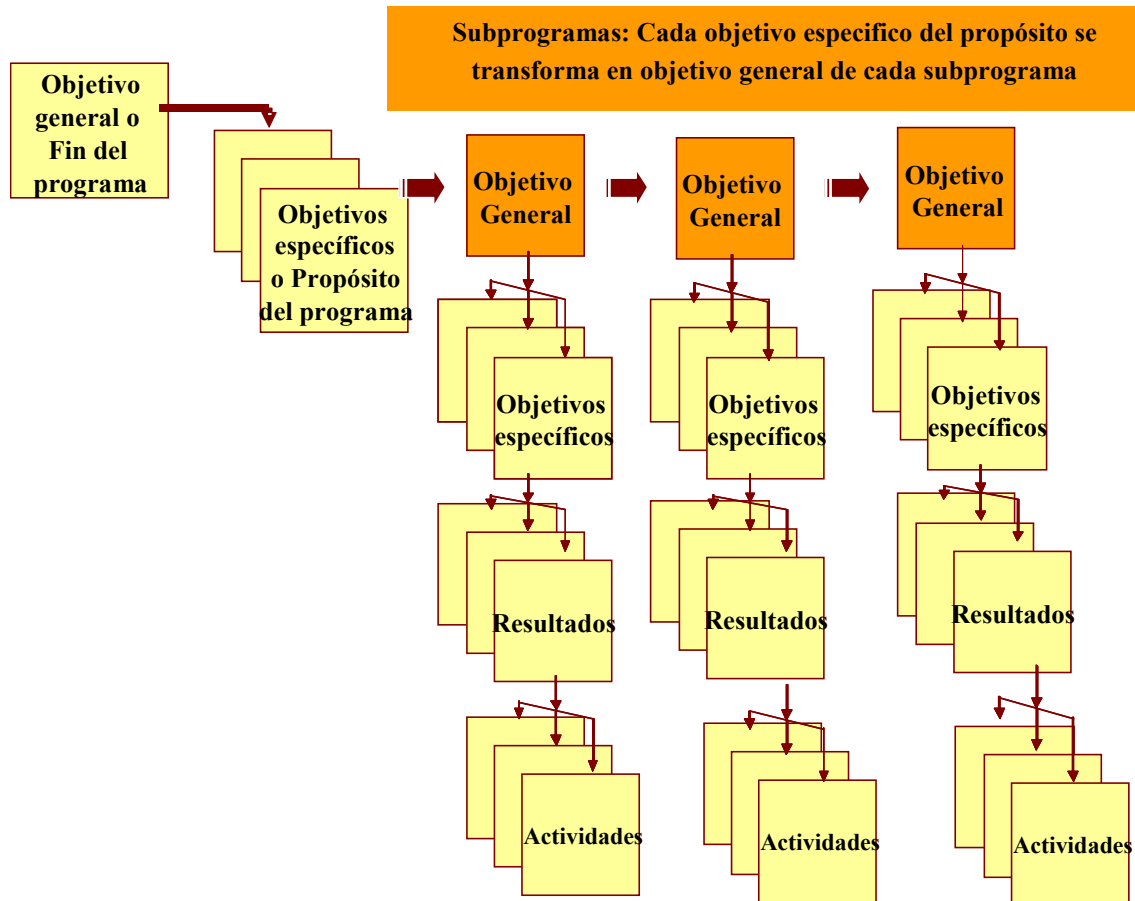 Subprogramas: Cada objetivo especifico del propósito se
transforma en objetivo general de cada subprograma
Objetivo
general o
Fin del
programa
Objetivos
específicos
o Propósito
del programa
Objetivo
General
Objetivo
General
Objetivo
General
Objetivos
específicos
Objetivos
específicos
Objetivos
específicos
Resultados
Resultados
Resultados
Actividades
Actividades
Actividades